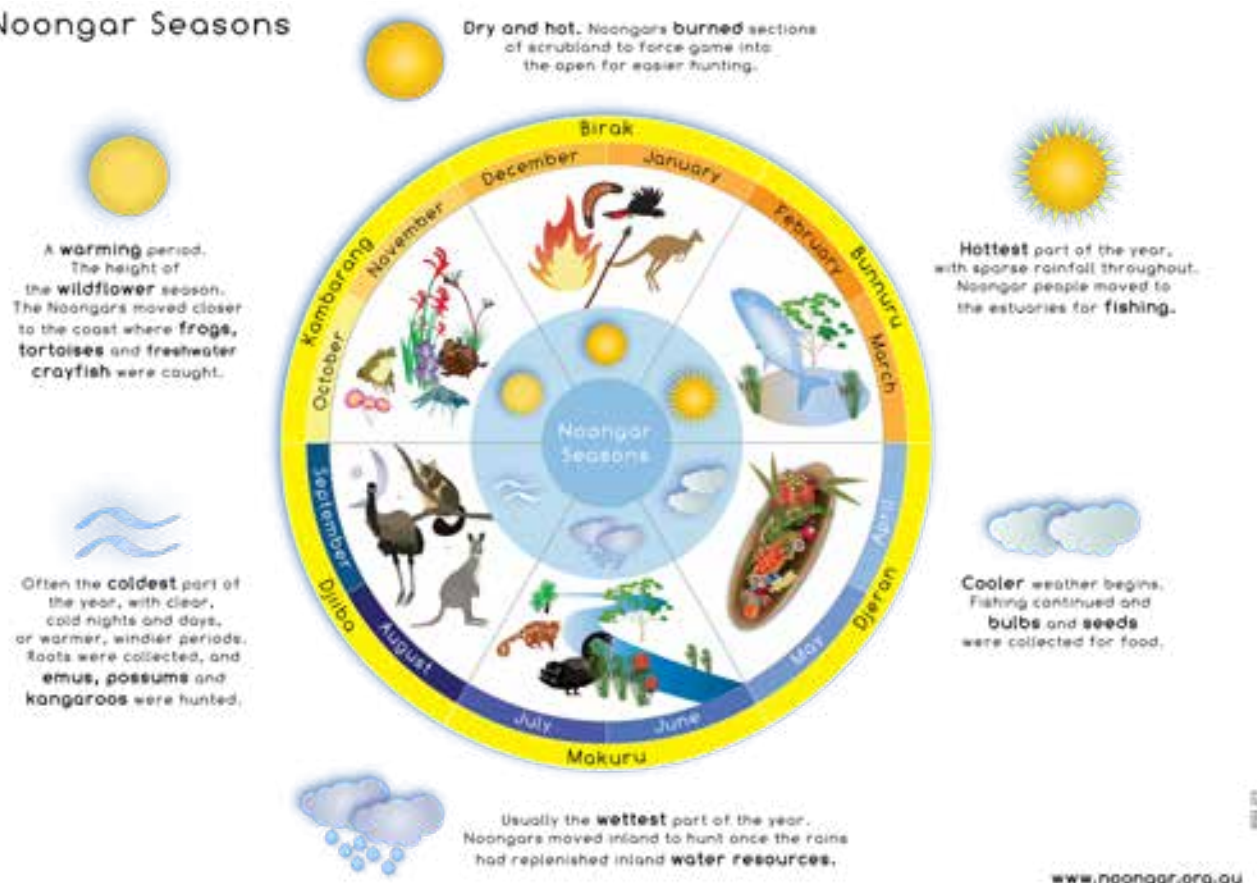 Noongar Seasons
Dry and hot. Noongars burned sections
of scrubland to force game into
the open for easier hunting.
A warming period.
The height of
the wildflower season.
The Noongars moved closer
to the coast where frogs,
tortoises and freshwater
crayfish were caught.
Hottest part of the year,
with sparse rainfall throughout.
Noongar people moved to
the estuaries for fishing.
Birak
December
January
February
Bunnuru
March
April
Djeran
May
June
Makuru
July
August
Djilba
September
October
Kambarang
November
Noongar
Seasons
Often the coldest part of
the year, with clear,
cold nights and days,
or warmer, windier periods.
Roots were collected, and
emus, possums and
kangaroos were hunted.
Cooler weather begins.
Fishing continued and
bulbs and seeds
were collected for food.
Usually the wettest part of the year.
Noongars moved inland to hunt once the rains
had replenished inland water resources.
www.noongar.org.au